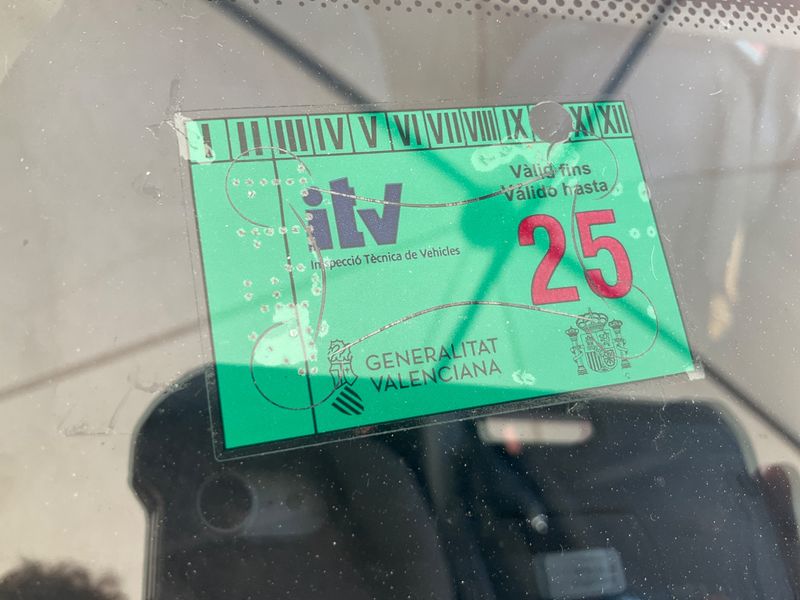 I II III IV V VI VII VIII IX XI XII
Vàlid fins
Válido hasta
itv
Inspecció Tècnica de Vehicles
25
GENERALITAT
VALENCIANA